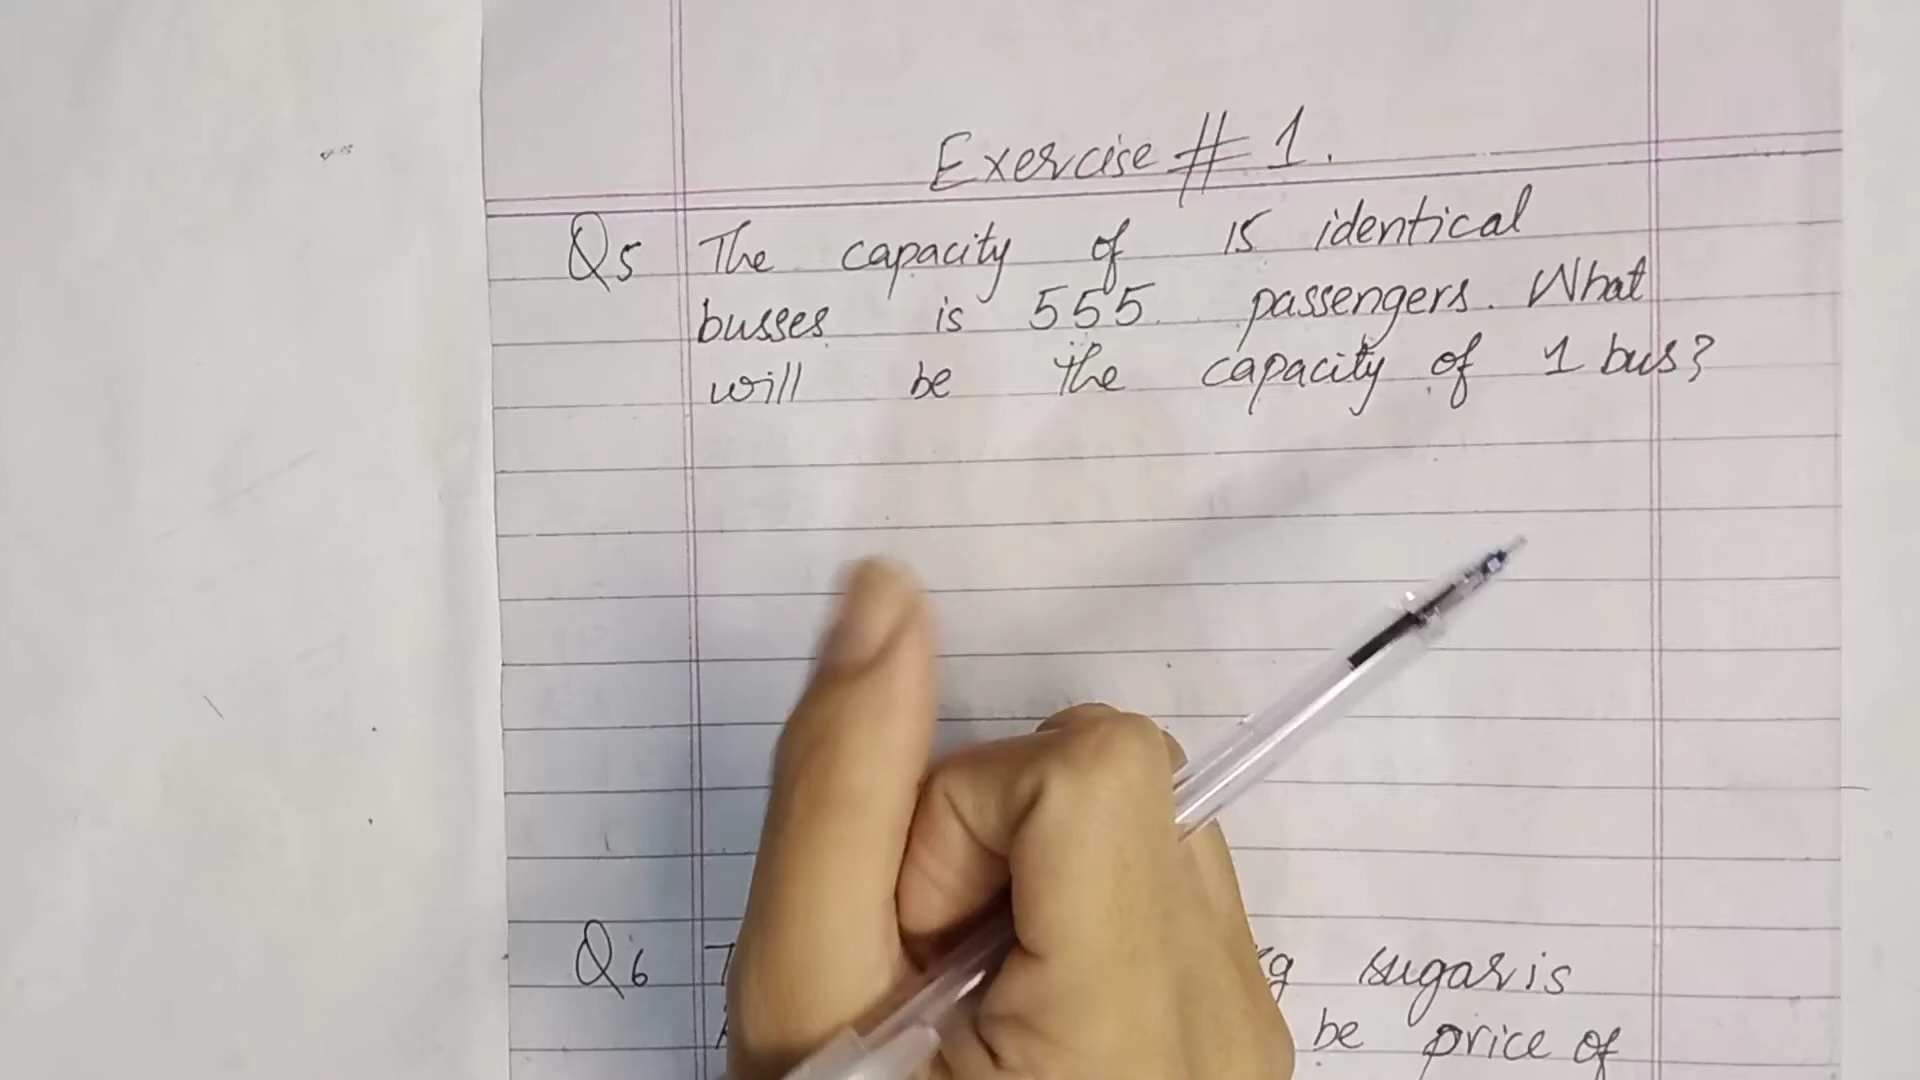 Exercise # 1.
Q5 The capacity of 15 identical
busses is 555 passengers. What
will be the capacity of 1 bus?
Q6 sugar is
be price of